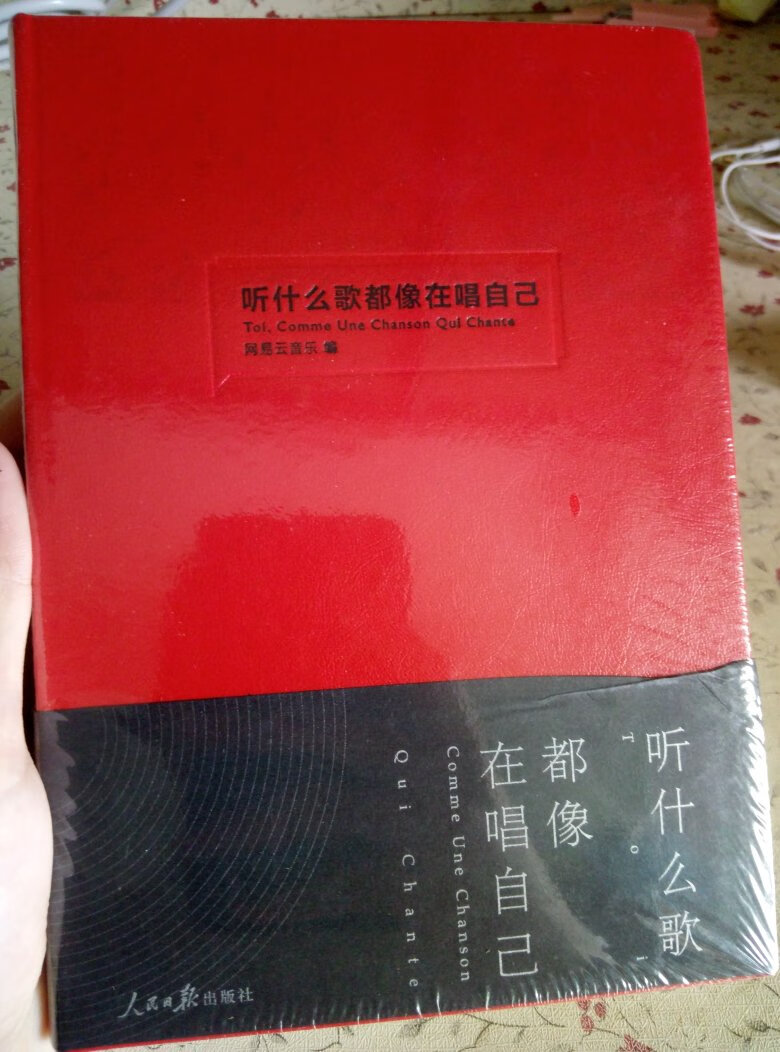 听什么歌都像在唱自己
Toi, Comme Une Chanson Qui Chante
网易云音乐 编
听什么歌
T o i
都像
在唱自己
Comme Une Chanson
Qui Chante
人民日报出版社